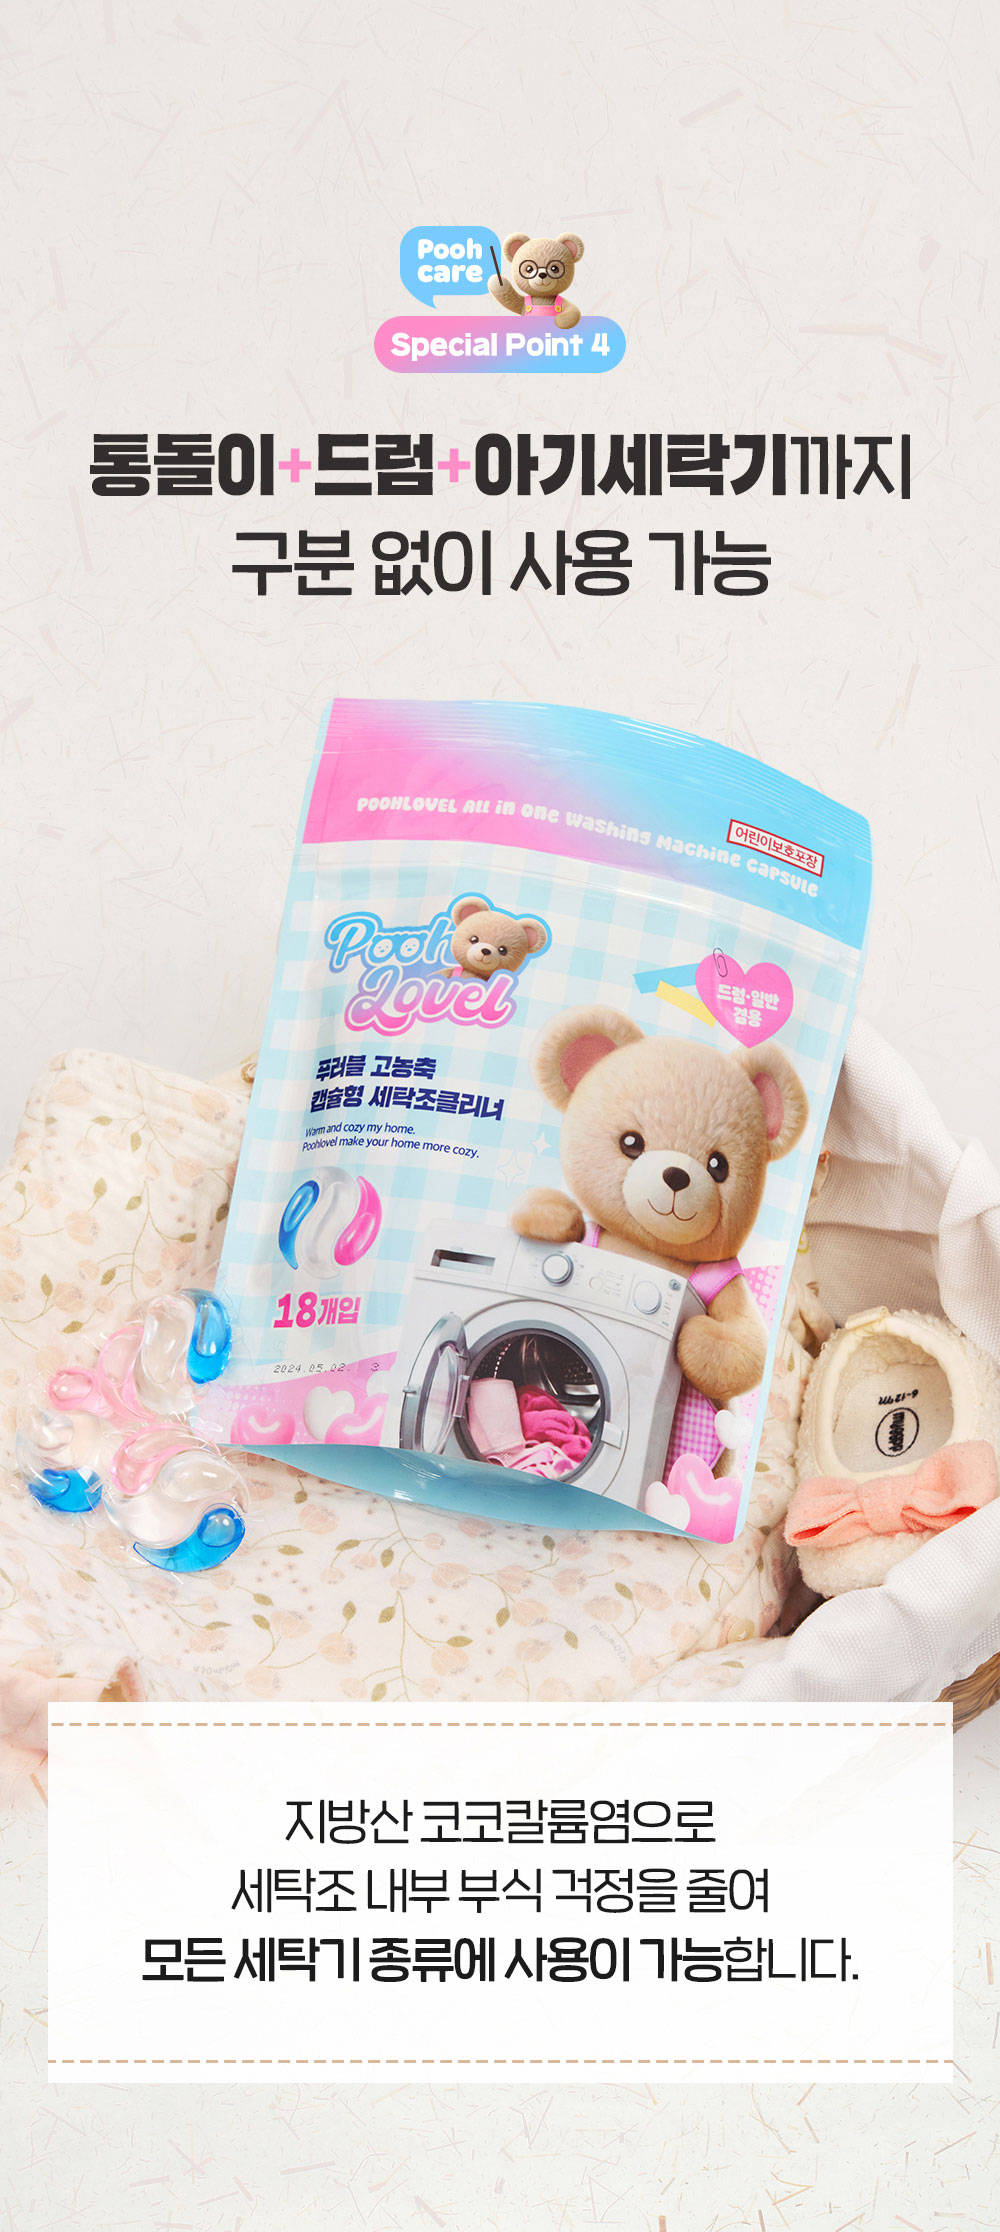 Pooh
care
Special Point 4
통돌이+드럼+아기세탁기까지
구분 없이 사용 가능
POOHLOVEL All in One Washing Machine Capsule
어린이보호포장
Pooh
Lovel
드럼·일반
겸용
푸러블 고농축
캡슐형 세탁조클리너
Warm and cozy my home.
Poohlovel make your home more cozy.
18개입
2024.05.02. 3
6-12m
지방산 코코칼륨염으로
세탁조 내부 부식 걱정을 줄여
모든 세탁기 종류에 사용이 가능합니다.